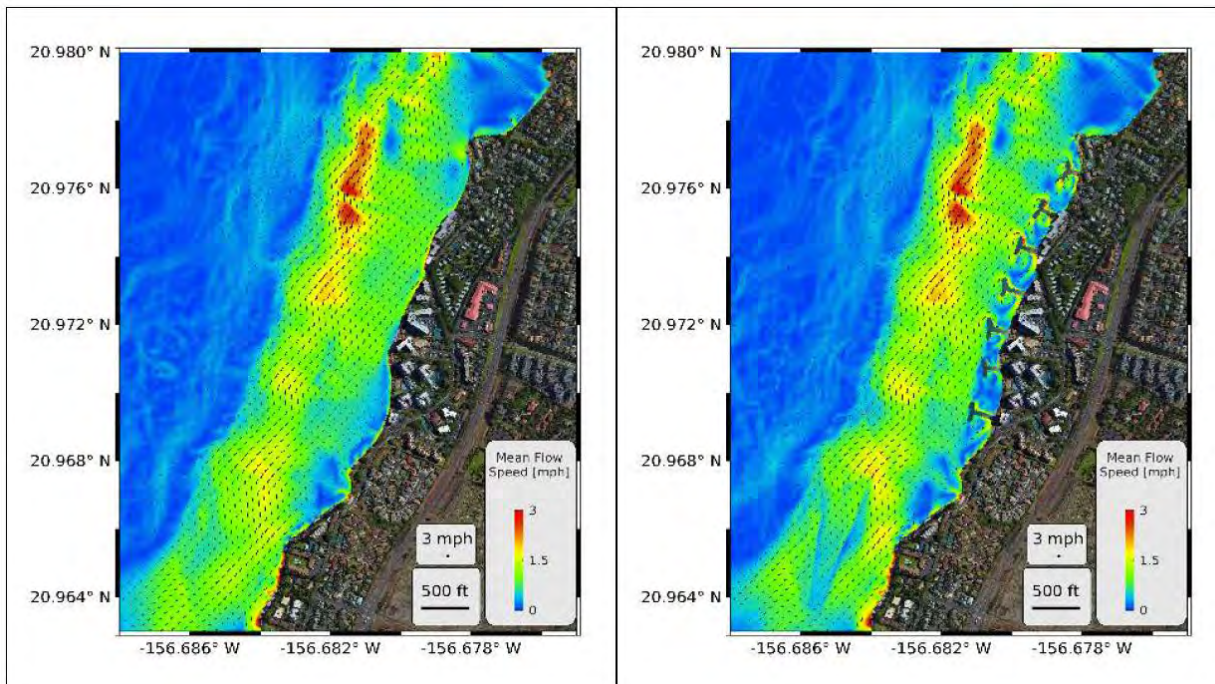 20.980° N
20.976° N
20.972° N
20.968° N
20.964° N
Mean Flow
Speed [mph]
3
1.5
0
3 mph
500 ft
-156.686° W
-156.682° W
-156.678° W
20.980° N
20.976° N
20.972° N
20.968° N
20.964° N
Mean Flow
Speed [mph]
3
1.5
0
3 mph
500 ft
-156.686° W
-156.682° W
-156.678° W